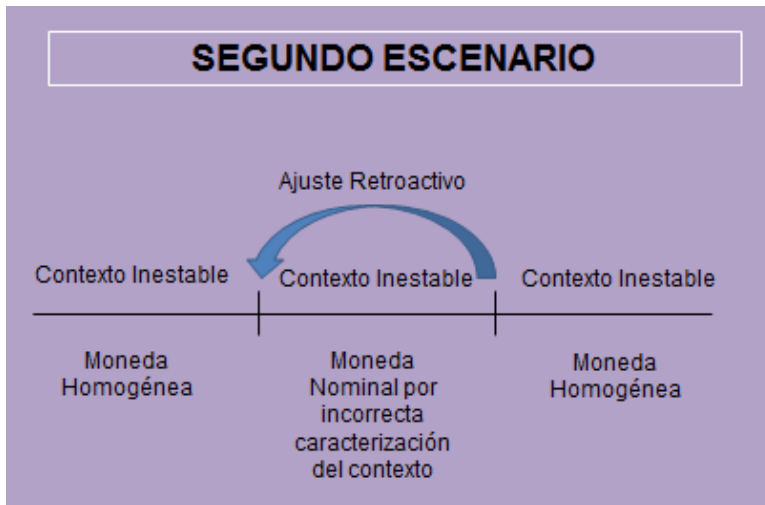 SEGUNDO ESCENARIO
Ajuste Retroactivo
Contexto Inestable
Contexto Inestable
Contexto Inestable
Moneda
Homogénea
Moneda
Nominal por
incorrecta
caracterización
del contexto
Moneda
Homogénea